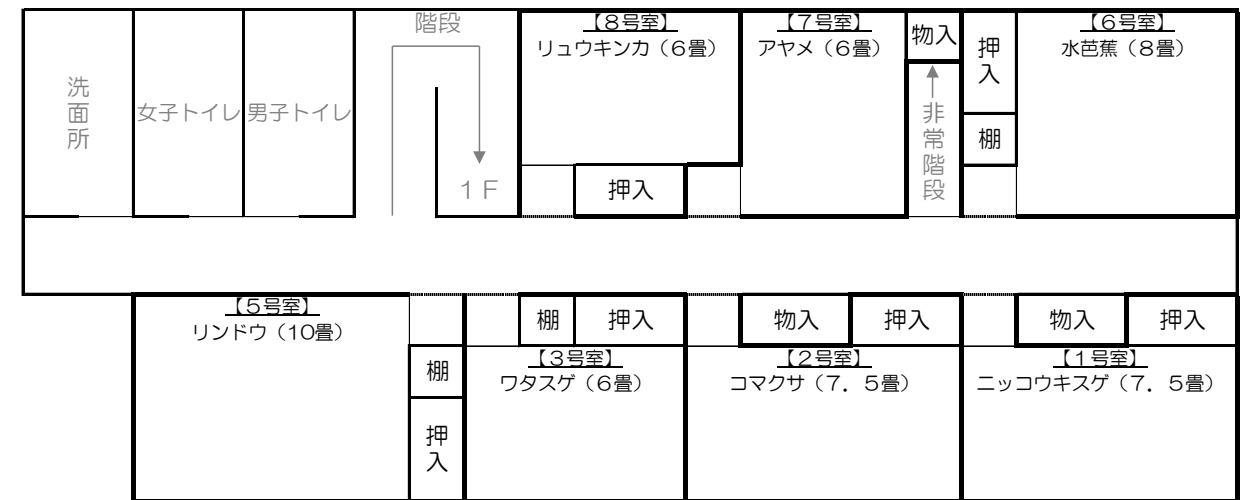 洗面所
女子トイレ
男子トイレ
階段
1F
【8号室】
リュウキンカ（6畳）
押入
【7号室】
アヤメ（6畳）
物入
非常階段
押入
棚
【6号室】
水芭蕉（8畳）
【5号室】
リンドウ（10畳）
棚
押入
棚
押入
【3号室】
ワタスゲ（6畳）
物入
押入
【2号室】
コマクサ（7．5畳）
物入
押入
【1号室】
ニッコウキスゲ（7．5畳）